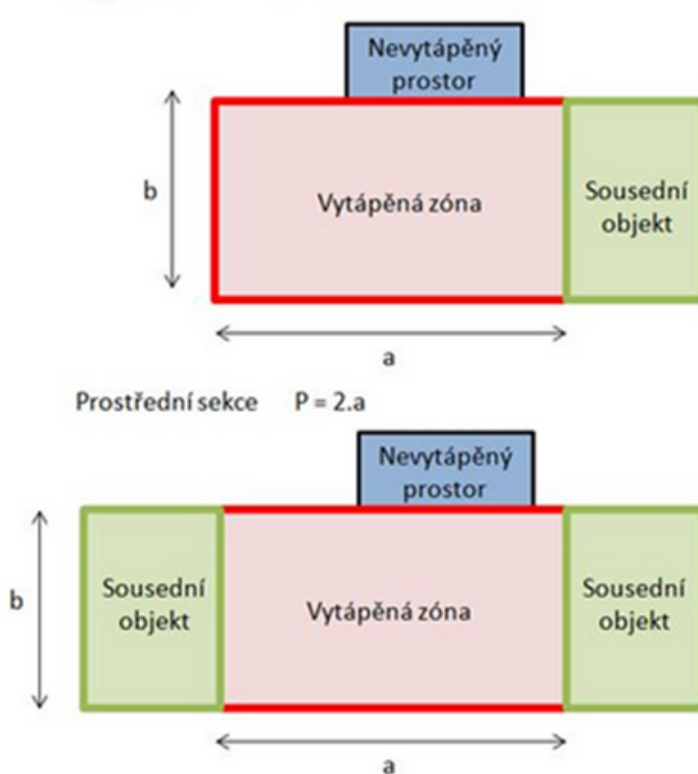 Nevytápěný
prostor
b
Vytápěná zóna
Sousední
objekt
a
Prostřední sekce P = 2.a
Nevytápěný
prostor
b
Sousední
objekt
Vytápěná zóna
Sousední
objekt
a